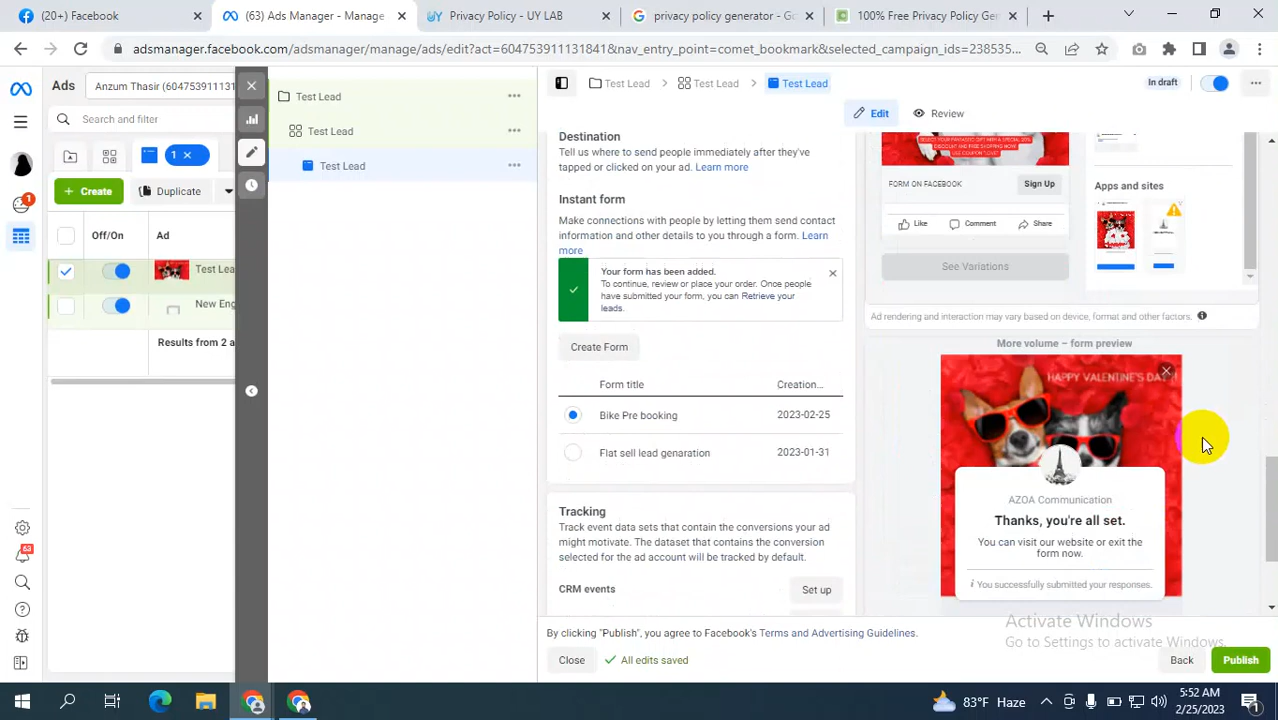 (20+) Facebook
(63) Ads Manager - Manage
Privacy Policy - UY LAB
privacy policy generator - Go
100% Free Privacy Policy Gen
adsmanager.facebook.com/adsmanager/manage/ads/edit?act=604753911131841&nav_entry_point=comet_bookmark&selected_campaign_ids=238535...
Ads
Anzum Thasir (604753911131
Search and filter
1
Create
Duplicate
Off/On
Ad
Test Lea
New Eng
Results from 2 a
Test Lead
Test Lead
Test Lead
Test Lead
Test Lead
Test Lead
In draft
Edit
Review
Destination
Tell us where to send people immediately after they've
tapped or clicked on your ad. Learn more
Instant form
Make connections with people by letting them send contact
information and other details to you through a form. Learn
more
Your form has been added.
To continue, review or place your order. Once people
have submitted your form, you can Retrieve your
leads.
Create Form
Form title
Creation...
Bike Pre booking
2023-02-25
Flat sell lead genaration
2023-01-31
Tracking
Track event data sets that contain the conversions your ad
might motivate. The dataset that contains the conversion
selected for the ad account will be tracked by default.
CRM events
Set up
FORM ON FACEBOOK
Sign Up
Like
Comment
Share
See Variations
Apps and sites
Ad rendering and interaction may vary based on device, format and other factors.
More volume – form preview
HAPPY VALENTINE'S DAY!
AZOA Communication
Thanks, you're all set.
You can visit our website or exit the
form now.
You successfully submitted your responses.
Activate Windows
Go to Settings to activate Windows.
By clicking "Publish", you agree to Facebook's Terms and Advertising Guidelines.
Close
All edits saved
Back
Publish
83°F Haze
5:52 AM
2/25/2023